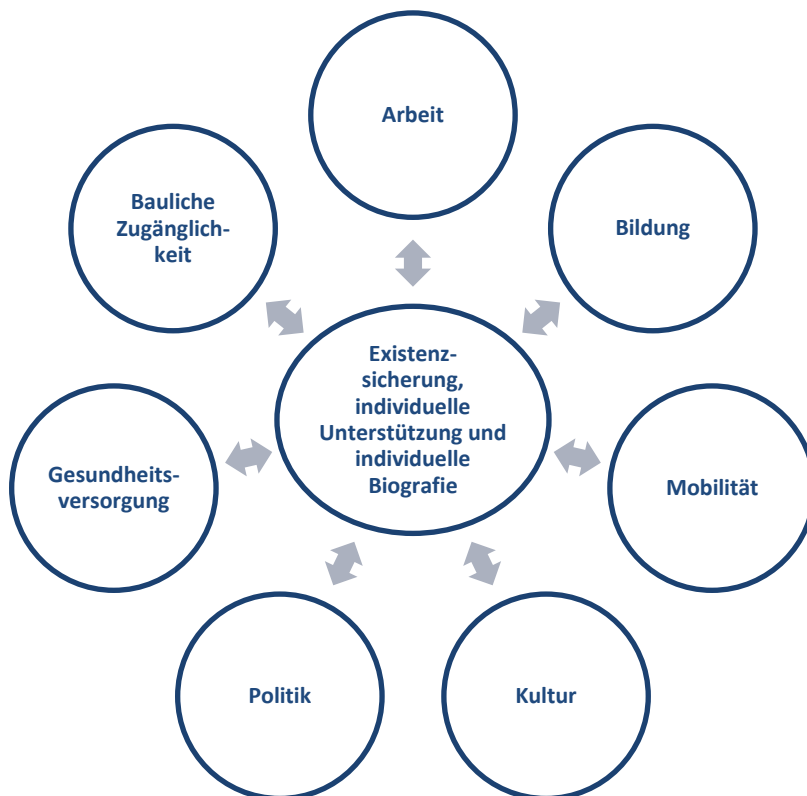 Arbeit
Bauliche
Zugänglich-
keit
Bildung
Existenz-
sicherung,
individuelle
Unterstützung und
individuelle
Biografie
Gesundheits-
versorgung
Mobilität
Politik
Kultur